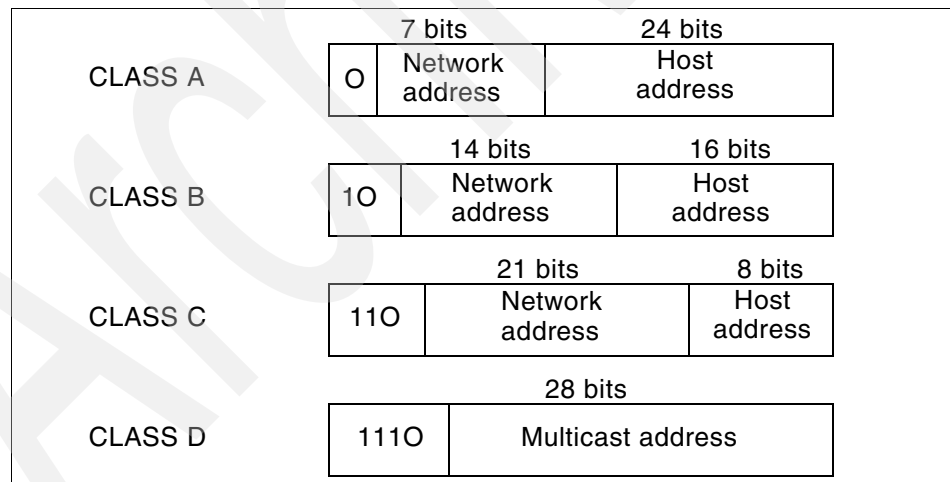 7 bits 24 bits
CLASS A O Network address Host address
14 bits 16 bits
CLASS B 1O Network address Host address
21 bits 8 bits
CLASS C 11O Network address Host address
28 bits
CLASS D 111O Multicast address